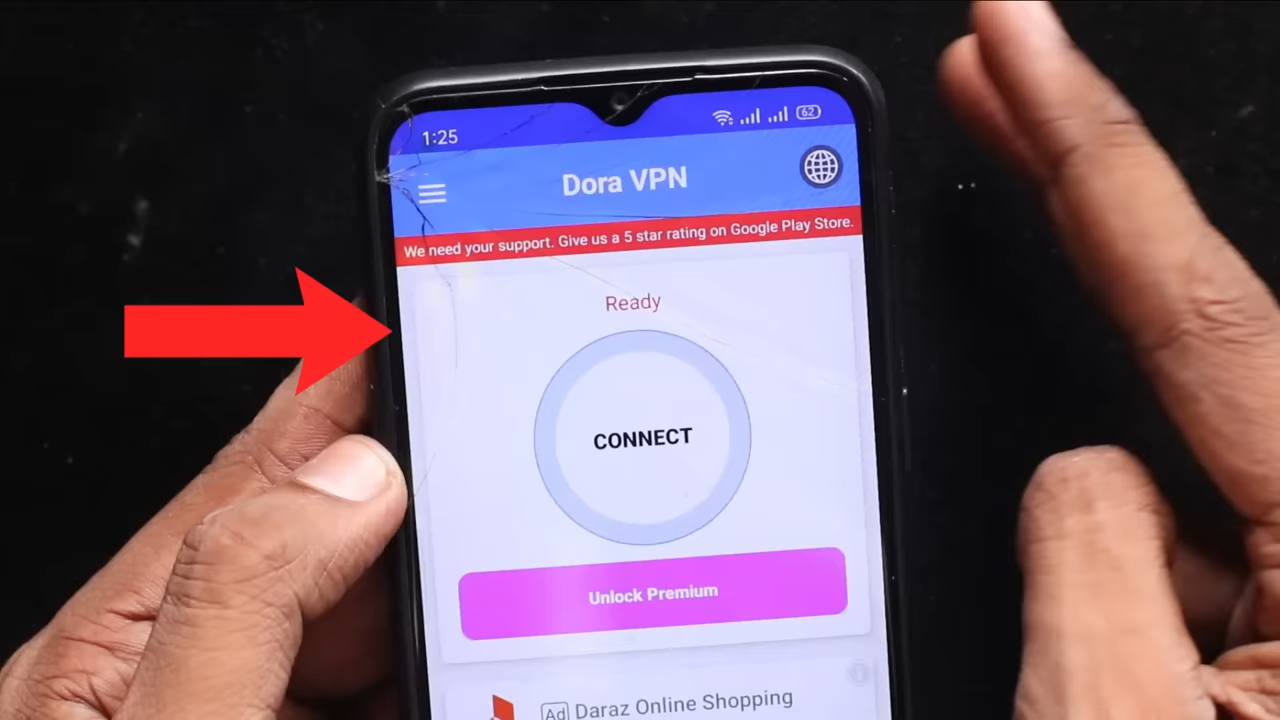 1:25
62
Dora VPN
We need your support. Give us a 5 star rating on Google Play Store.
Ready
CONNECT
Unlock Premium
Ad Daraz Online Shopping